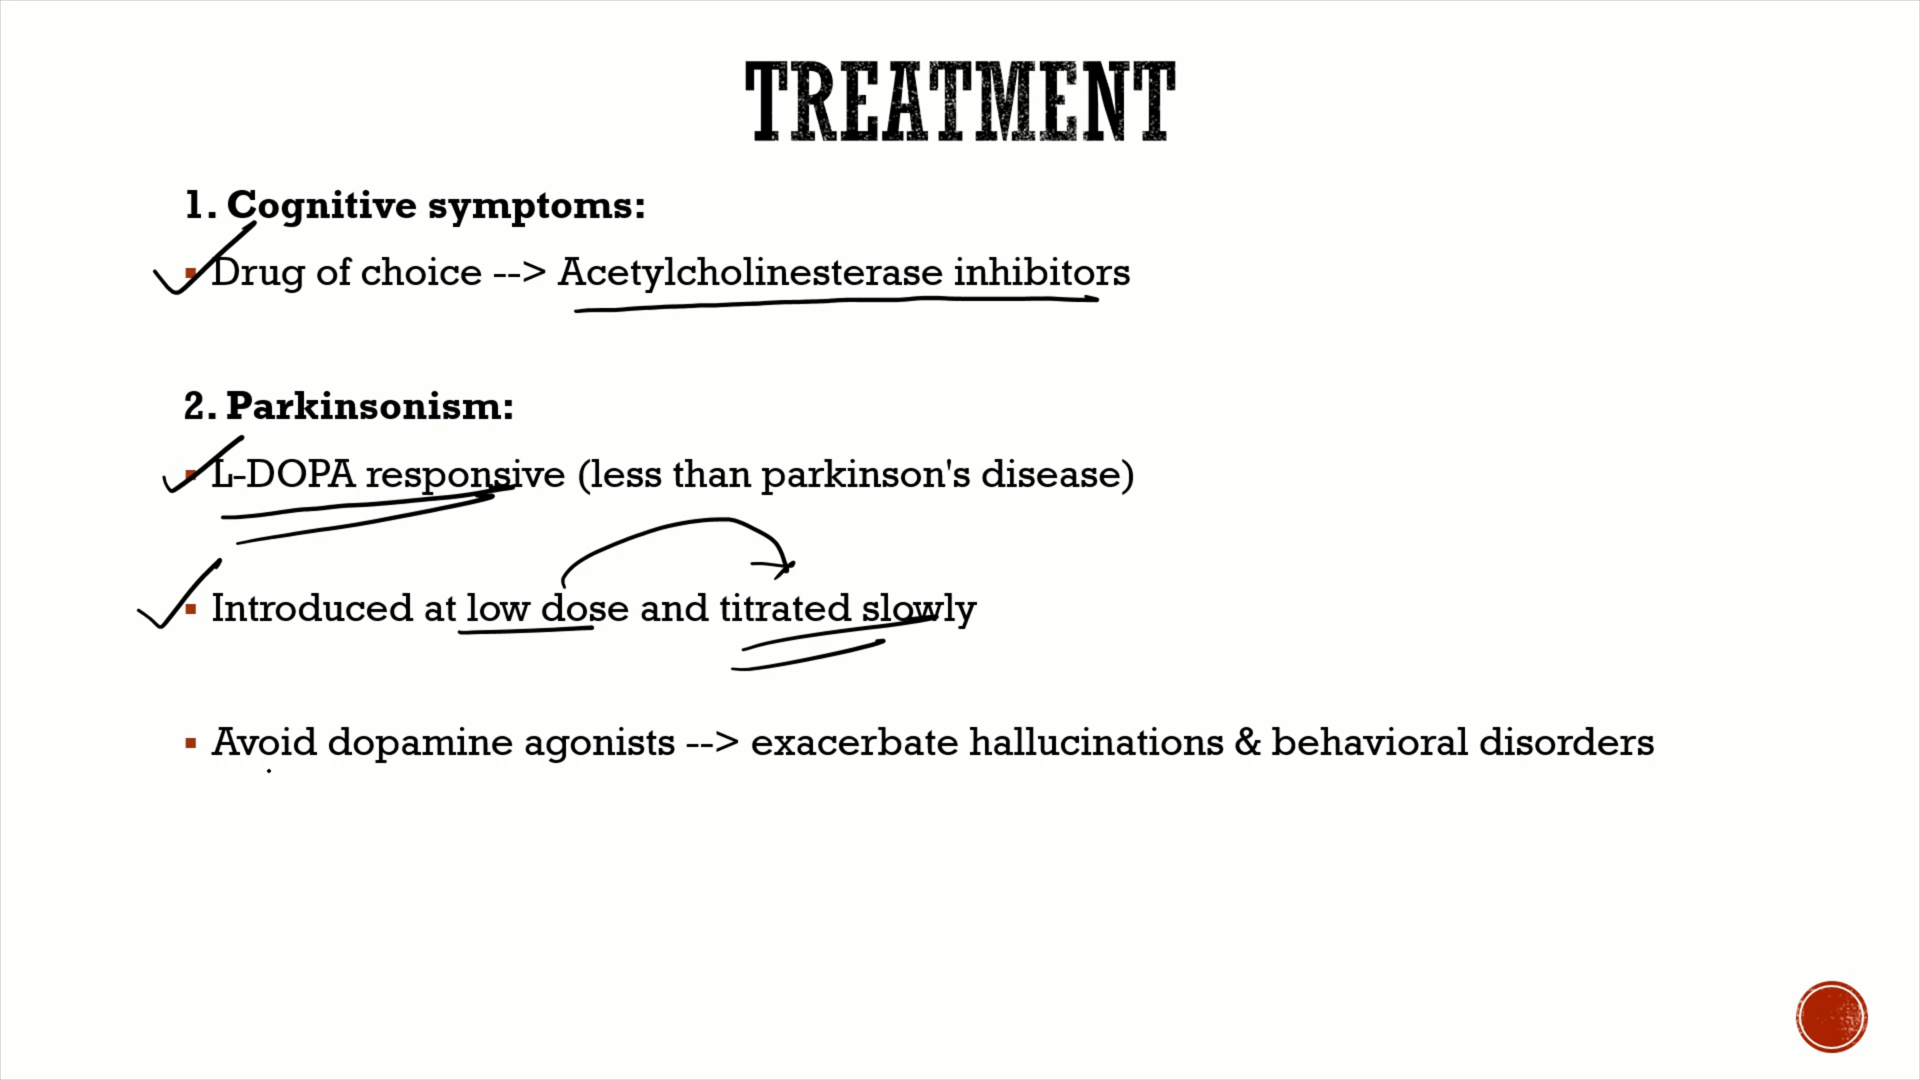 TREATMENT
1. Cognitive symptoms:
▪ Drug of choice --> Acetylcholinesterase inhibitors
2. Parkinsonism:
▪ L-DOPA responsive (less than parkinson's disease)
▪ Introduced at low dose and titrated slowly
▪ Avoid dopamine agonists --> exacerbate hallucinations & behavioral disorders